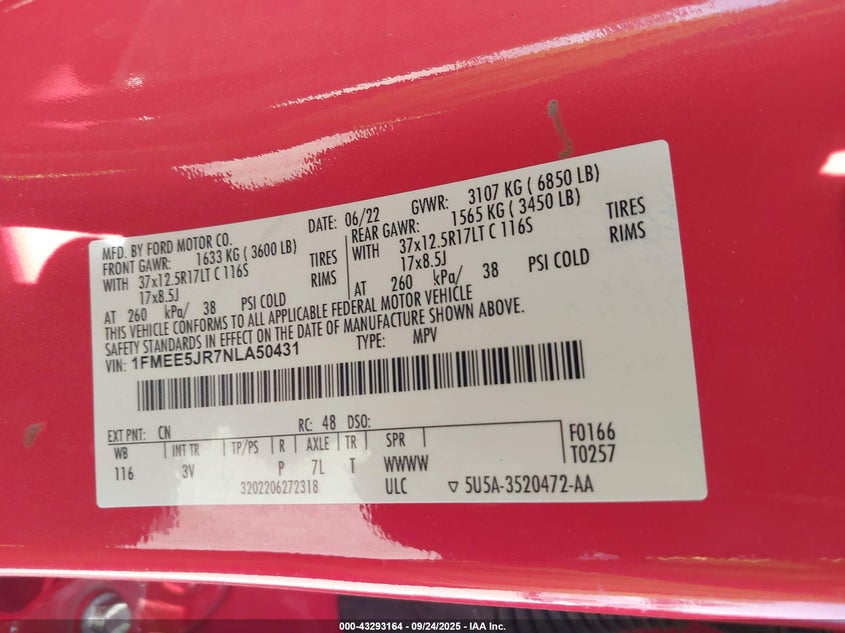 MFD. BY FORD MOTOR CO.
DATE: 06/22
GVWR: 3107 KG ( 6850 LB)
FRONT GAWR: 1633 KG ( 3600 LB)
WITH 37x12.5R17LT C 116S TIRES
17x8.5J RIMS
AT 260 kPa/ 38 PSI COLD
REAR GAWR: 1565 KG ( 3450 LB)
WITH 37x12.5R17LT C 116S TIRES
17x8.5J RIMS
AT 260 kPa/ 38 PSI COLD
THIS VEHICLE CONFORMS TO ALL APPLICABLE FEDERAL MOTOR VEHICLE
SAFETY STANDARDS IN EFFECT ON THE DATE OF MANUFACTURE SHOWN ABOVE.
VIN: 1FMEE5JR7NLA50431 TYPE: MPV
EXT PNT: CN RC: 48 DSO: F0166
WB INT TR TP/PS R AXLE TR SPR T0257
116 3V P 7L T WWWW
3202206272318 ULC ▽ 5U5A-3520472-AA
000-43293164 - 09/24/2025 - IAA Inc.